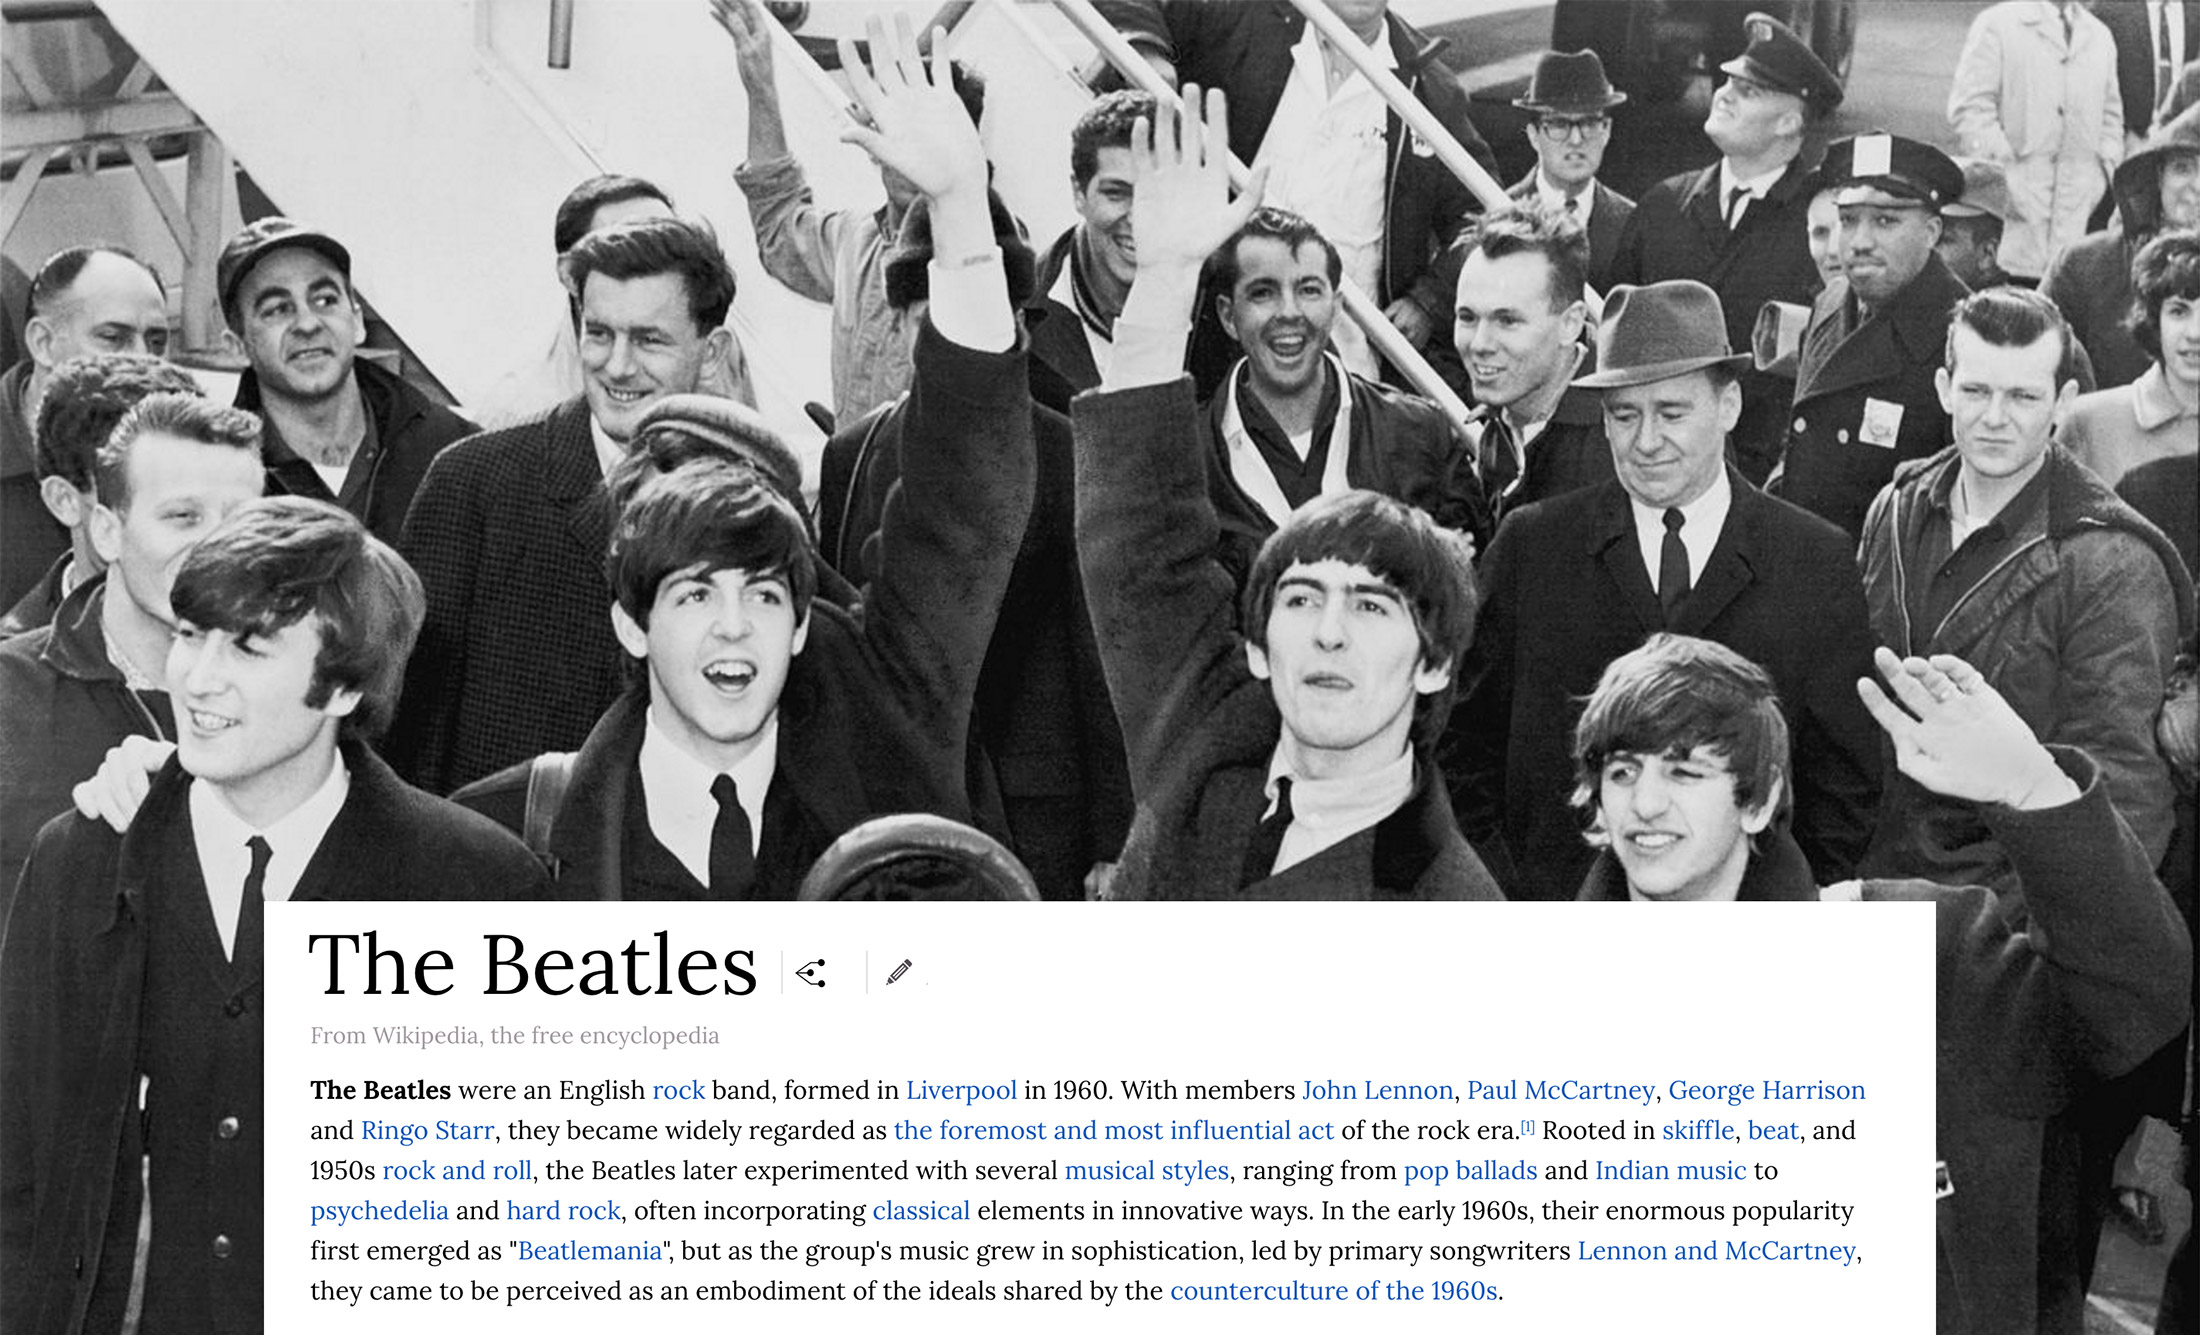 The Beatles
From Wikipedia, the free encyclopedia
The Beatles were an English rock band, formed in Liverpool in 1960. With members John Lennon, Paul McCartney, George Harrison
and Ringo Starr, they became widely regarded as the foremost and most influential act of the rock era.[1] Rooted in skiffle, beat, and
1950s rock and roll, the Beatles later experimented with several musical styles, ranging from pop ballads and Indian music to
psychedelia and hard rock, often incorporating classical elements in innovative ways. In the early 1960s, their enormous popularity
first emerged as "Beatlemania", but as the group's music grew in sophistication, led by primary songwriters Lennon and McCartney,
they came to be perceived as an embodiment of the ideals shared by the counterculture of the 1960s.